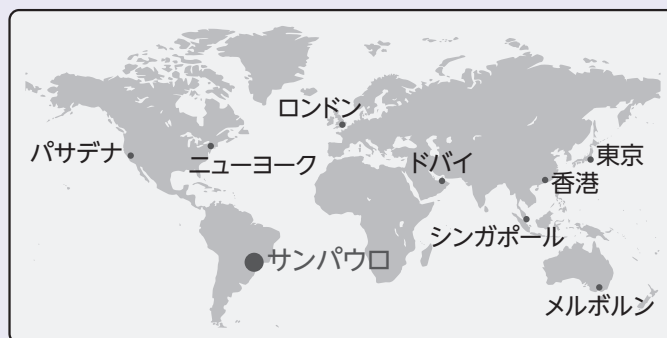 ロンドン
パサデナ
ニューヨーク
ドバイ
東京
香港
シンガポール
サンパウロ
メルボルン